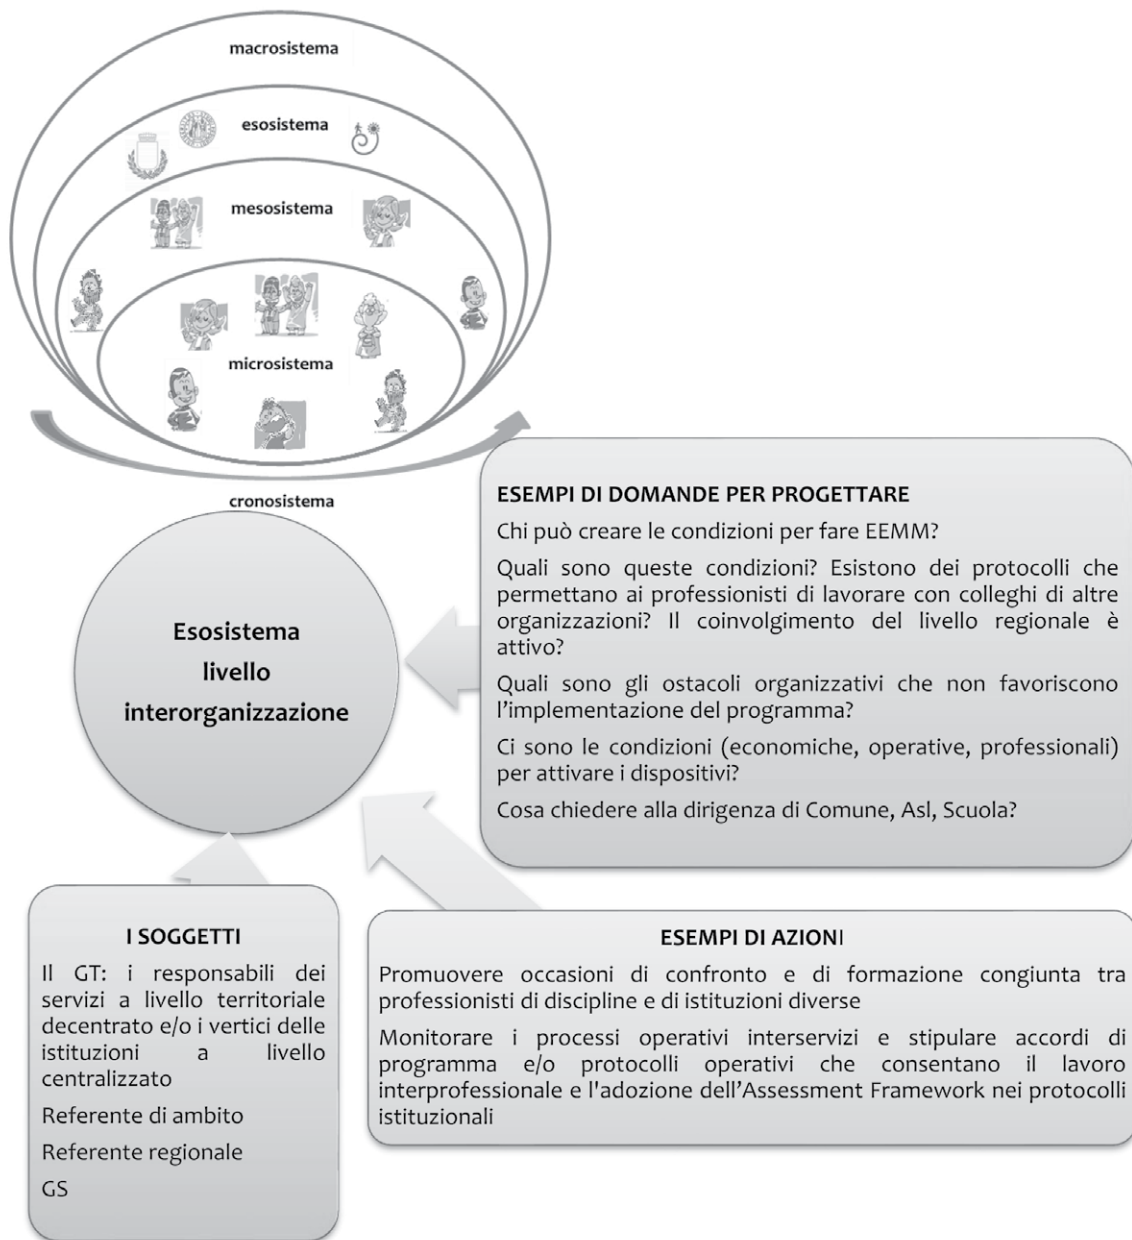 macrosistema
esosistema
mesosistema
microsistema
cronosistema
Esosistema
livello
interorganizzazione
ESEMPI DI DOMANDE PER PROGETTARE
Chi può creare le condizioni per fare EEMM?
Quali sono queste condizioni? Esistono dei protocolli che
permettano ai professionisti di lavorare con colleghi di altre
organizzazioni? Il coinvolgimento del livello regionale è
attivo?
Quali sono gli ostacoli organizzativi che non favoriscono
l’implementazione del programma?
Ci sono le condizioni (economiche, operative, professionali)
per attivare i dispositivi?
Cosa chiedere alla dirigenza di Comune, Asl, Scuola?
I SOGGETTI
Il GT: i responsabili dei
servizi a livello territoriale
decentrato e/o i vertici delle
istituzioni a livello
centralizzato
Referente di ambito
Referente regionale
GS
ESEMPI DI AZIONI
Promuovere occasioni di confronto e di formazione congiunta tra
professionisti di discipline e di istituzioni diverse
Monitorare i processi operativi interservizi e stipulare accordi di
programma e/o protocolli operativi che consentano il lavoro
interprofessionale e l'adozione dell’Assessment Framework nei protocolli
istituzionali